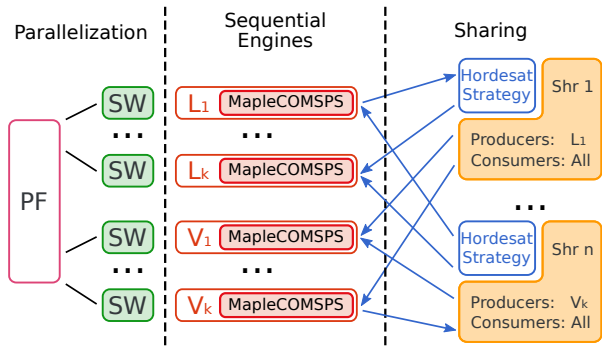 Parallelization
Sequential
Engines
Sharing
PF
SW
...
SW
SW
...
SW
L1 MapleCOMSPS
...
Lk MapleCOMSPS
V1 MapleCOMSPS
...
Vk MapleCOMSPS
Hordesat
Strategy
Shr 1
Producers: L1
Consumers: All
...
Hordesat
Strategy
Shr n
Producers: Vk
Consumers: All